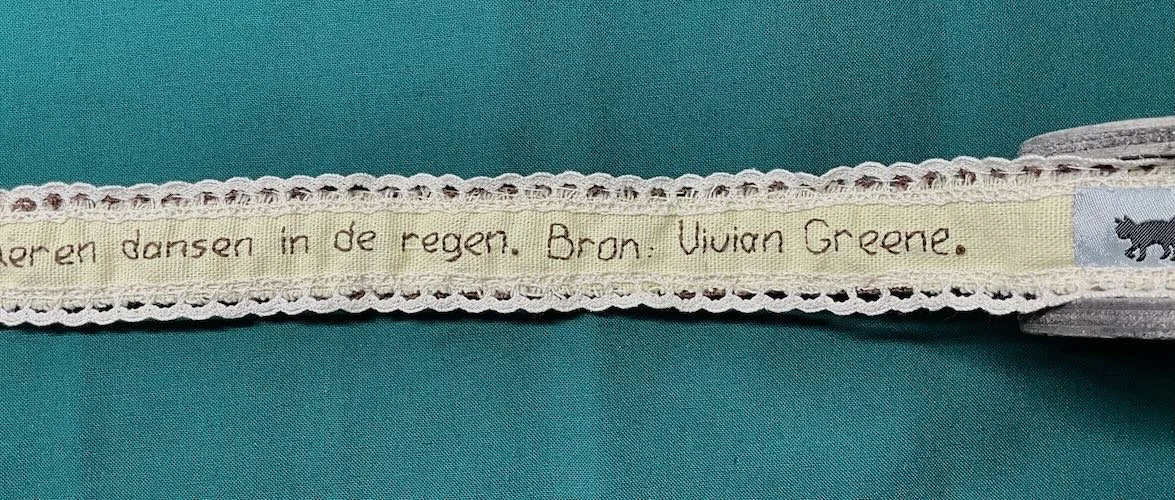 dansen in de regen. Bron: Vivian Greene.